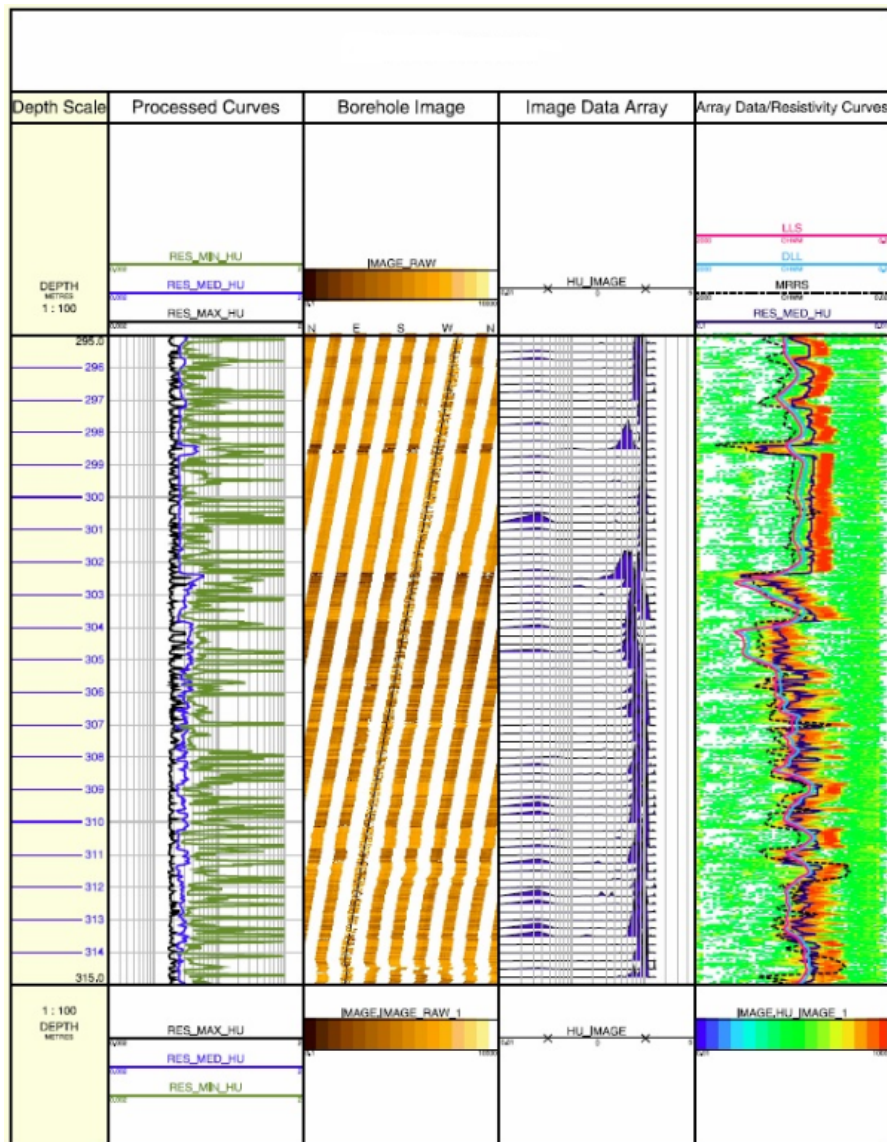 Depth Scale
Processed Curves
Borehole Image
Image Data Array
Array Data/Resistivity Curves
DEPTH
METRES
1 : 100
RES_MIN_HU
RES_MED_HU
RES_MAX_HU
IMAGE_RAW
HU_IMAGE
LLS
OHMM
DLL
OHMM
MRRS
OHMM
RES_MED_HU
N E S W N
295.0
296
297
298
299
300
301
302
303
304
305
306
307
308
309
310
311
312
313
314
315.0
1 : 100
DEPTH
METRES
RES_MAX_HU
RES_MED_HU
RES_MIN_HU
IMAGE.IMAGE_RAW_1
HU_IMAGE
IMAGE.HU_IMAGE_1